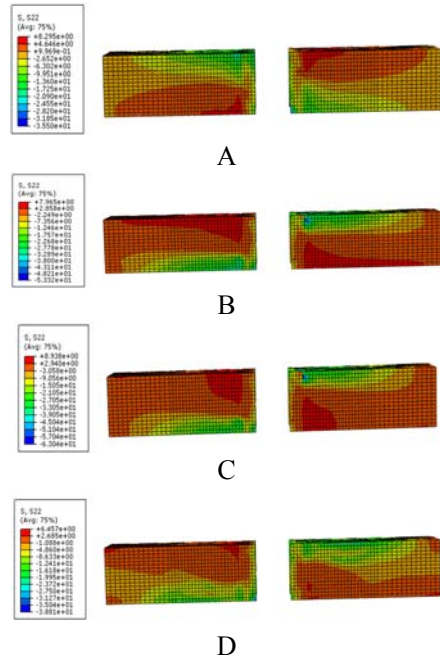 S, S22
(Avg: 75%)
+8.295e+00
+4.646e+00
+9.969e-01
-2.652e+00
-6.302e+00
-9.951e+00
-1.360e+01
-1.725e+01
-2.090e+01
-2.455e+01
-2.820e+01
-3.185e+01
-3.550e+01
A
S, S22
(Avg: 75%)
+7.965e+00
+2.858e+00
-2.249e+00
-7.356e+00
-1.246e+01
-1.757e+01
-2.268e+01
-2.778e+01
-3.289e+01
-3.800e+01
-4.311e+01
-4.821e+01
-5.332e+01
B
S, S22
(Avg: 75%)
+8.938e+00
+2.940e+00
-3.058e+00
-9.056e+00
-1.505e+01
-2.105e+01
-2.705e+01
-3.305e+01
-3.905e+01
-4.504e+01
-5.104e+01
-5.704e+01
-6.304e+01
C
S, S22
(Avg: 75%)
+6.457e+00
+2.685e+00
-1.088e+00
-4.860e+00
-8.633e+00
-1.241e+01
-1.618e+01
-1.995e+01
-2.372e+01
-2.750e+01
-3.127e+01
-3.504e+01
-3.881e+01
D